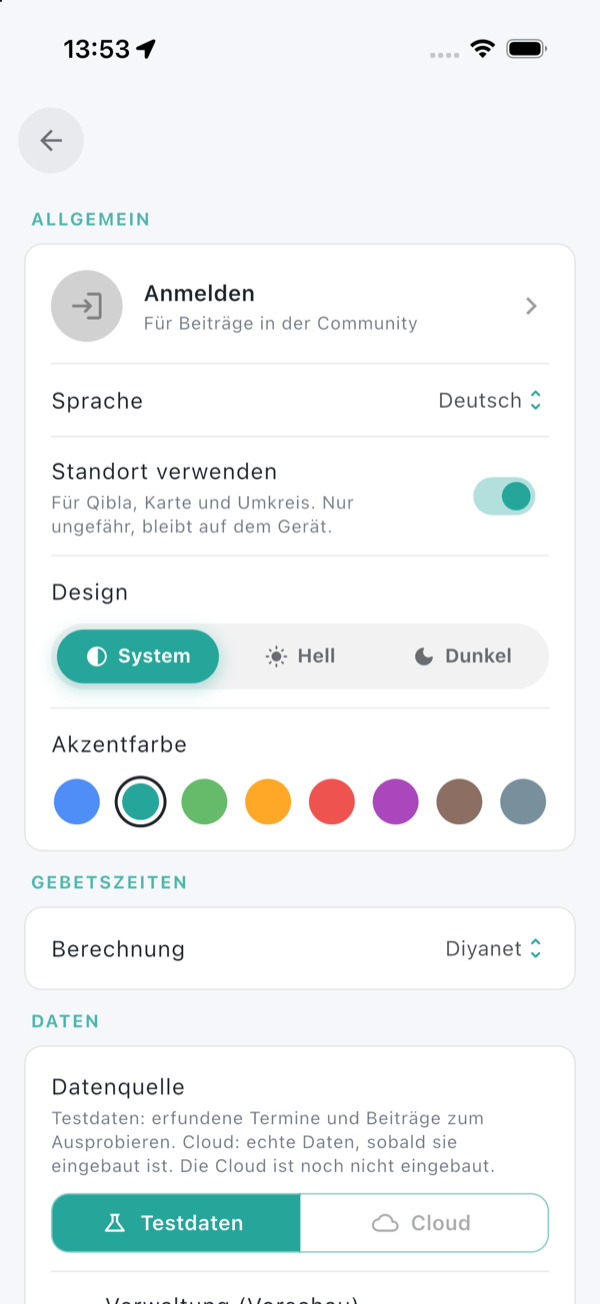 13:53
ALLGEMEIN
Anmelden
Für Beiträge in der Community
Sprache
Deutsch
Standort verwenden
Für Qibla, Karte und Umkreis. Nur
ungefähr, bleibt auf dem Gerät.
Design
System
Hell
Dunkel
Akzentfarbe
GEBETSZEITEN
Berechnung
Diyanet
DATEN
Datenquelle
Testdaten: erfundene Termine und Beiträge zum
Ausprobieren. Cloud: echte Daten, sobald sie
eingebaut ist. Die Cloud ist noch nicht eingebaut.
Testdaten
Cloud
Verwaltung (Vorschau)